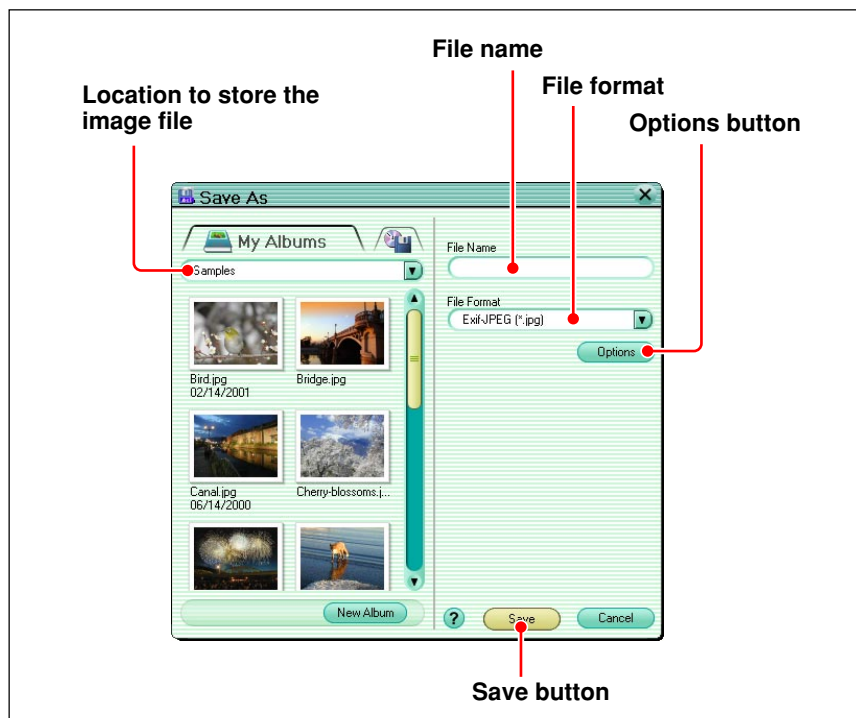 File name
File format
Location to store the
image file
Options button
Save As
My Albums
Samples
File Name
File Format
Exif-JPEG (*.jpg)
Options
Bird.jpg
02/14/2001
Bridge.jpg
Canal.jpg
06/14/2000
Cherry-blossoms.j...
New Album
?
Save
Cancel
Save button